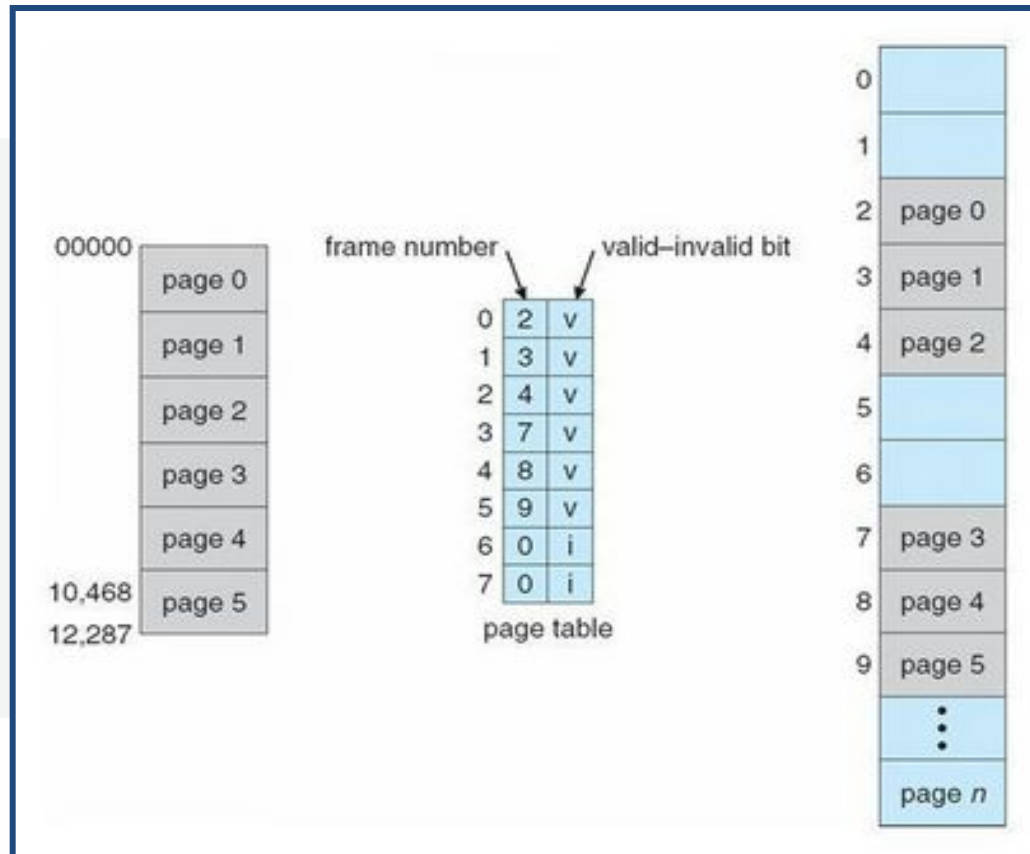 00000
page 0
page 1
page 2
page 3
page 4
10,468
page 5
12,287
frame number
valid–invalid bit
0 2 v
1 3 v
2 4 v
3 7 v
4 8 v
5 9 v
6 0 i
7 0 i
page table
0
1
2 page 0
3 page 1
4 page 2
5
6
7 page 3
8 page 4
9 page 5
page n